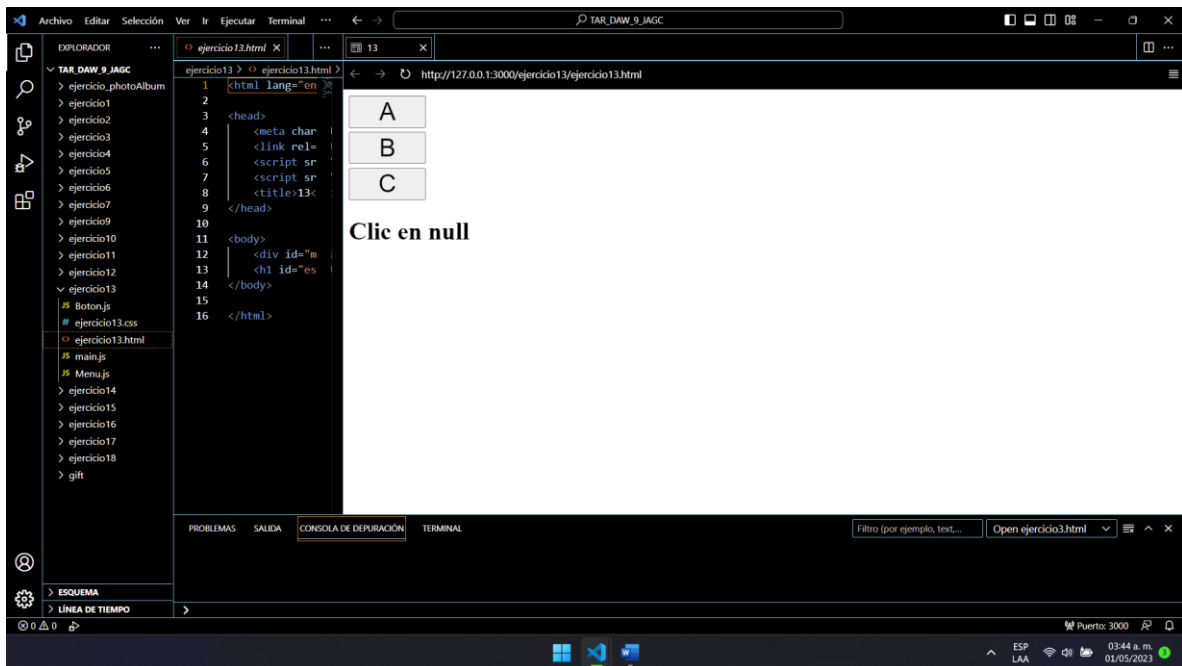 Archivo Editar Selección Ver Ir Ejecutar Terminal ··· TAR_DAW_9_JAGC
EXPLORADOR ···
TAR_DAW_9_JAGC
ejercicio_photoAlbum
ejercicio1
ejercicio2
ejercicio3
ejercicio4
ejercicio5
ejercicio6
ejercicio7
ejercicio9
ejercicio10
ejercicio11
ejercicio12
ejercicio13
JS Boton.js
# ejercicio13.css
<> ejercicio13.html
JS main.js
JS Menu.js
ejercicio14
ejercicio15
ejercicio16
ejercicio17
ejercicio18
gift
ESQUEMA
LÍNEA DE TIEMPO
<> ejercicio13.html × ···
ejercicio13 > <> ejercicio13.html >
1 <html lang="en
2
3 <head>
4 <meta char
5 <link rel=
6 <script sr
7 <script sr
8 <title>13<
9 </head>
10
11 <body>
12 <div id="m
13 <h1 id="es
14 </body>
15
16 </html>
13 ×
http://127.0.0.1:3000/ejercicio13/ejercicio13.html
A
B
C
Clic en null
PROBLEMAS SALIDA CONSOLA DE DEPURACIÓN TERMINAL Filtro (por ejemplo, text,... Open ejercicio3.html
>
0 0 Puerto: 3000
ESP
LAA
03:44 a. m.
01/05/2023
3